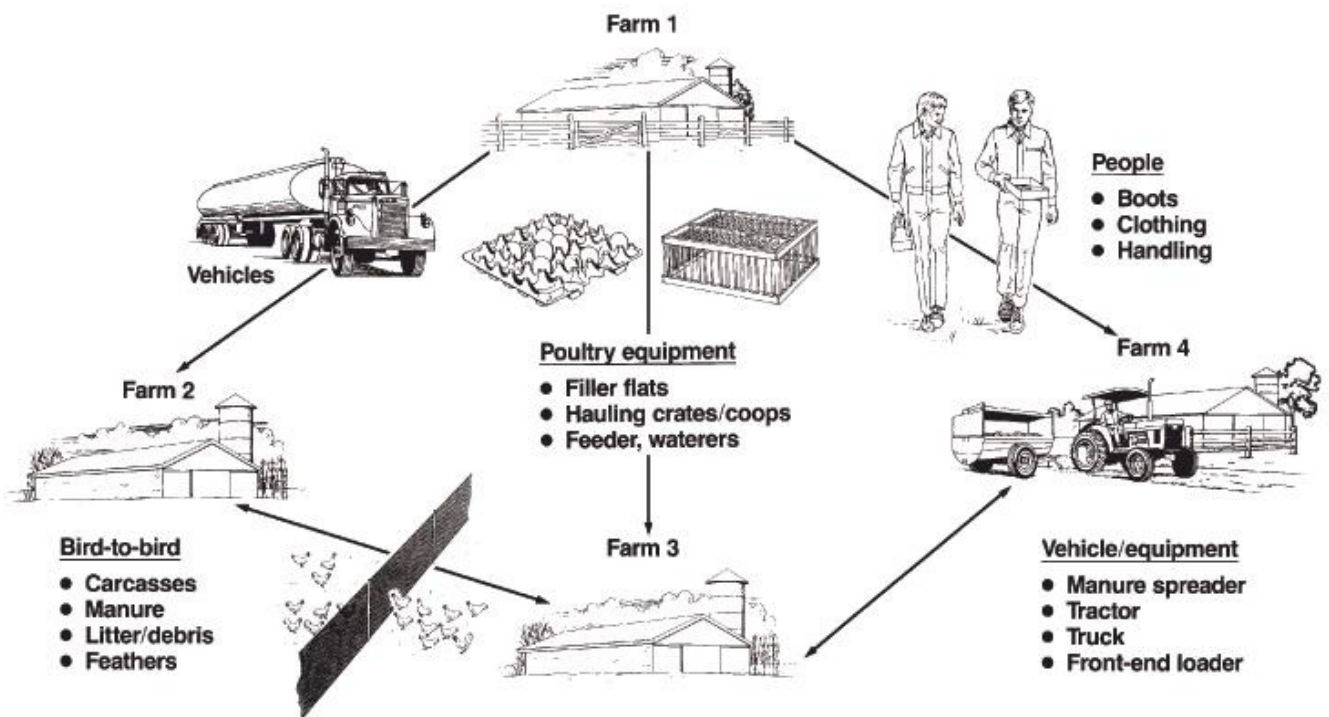 Farm 1
People
● Boots
● Clothing
● Handling
Vehicles
Poultry equipment
● Filler flats
● Hauling crates/coops
● Feeder, waterers
Farm 4
Farm 2
Bird-to-bird
● Carcasses
● Manure
● Litter/debris
● Feathers
Farm 3
Vehicle/equipment
● Manure spreader
● Tractor
● Truck
● Front-end loader